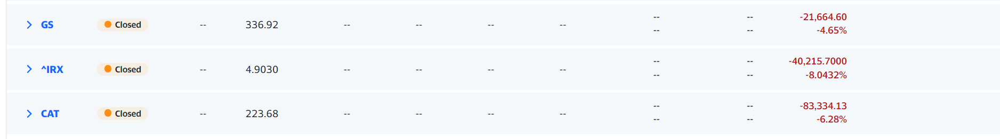 GS Closed -- 336.92 -- -- -- -- -- -- -21,664.60
-- -- -4.65%
^IRX Closed -- 4.9030 -- -- -- -- -- -- -40,215.7000
-- -- -8.0432%
CAT Closed -- 223.68 -- -- -- -- -- -- -83,334.13
-- -- -6.28%